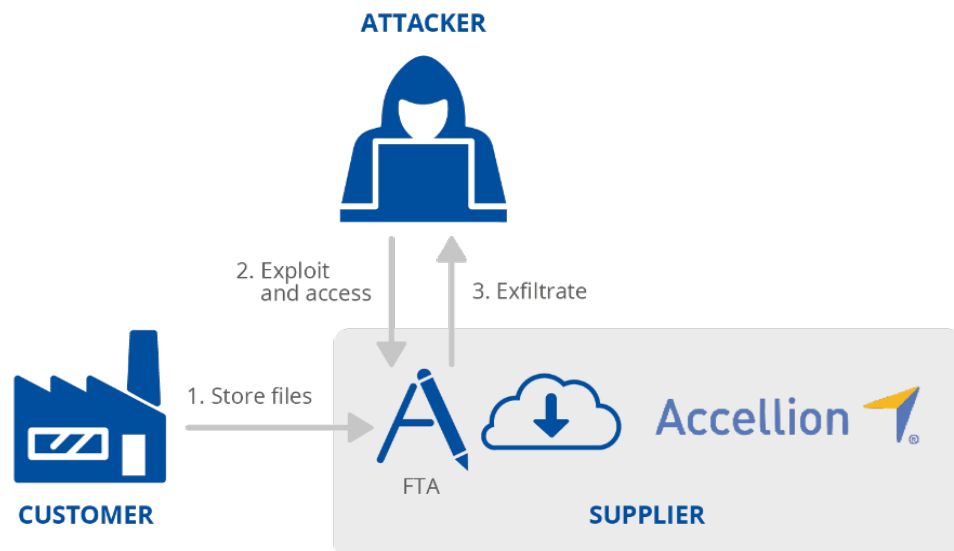 ATTACKER
2. Exploit
and access
3. Exfiltrate
1. Store files
Accellion
®
FTA
CUSTOMER
SUPPLIER